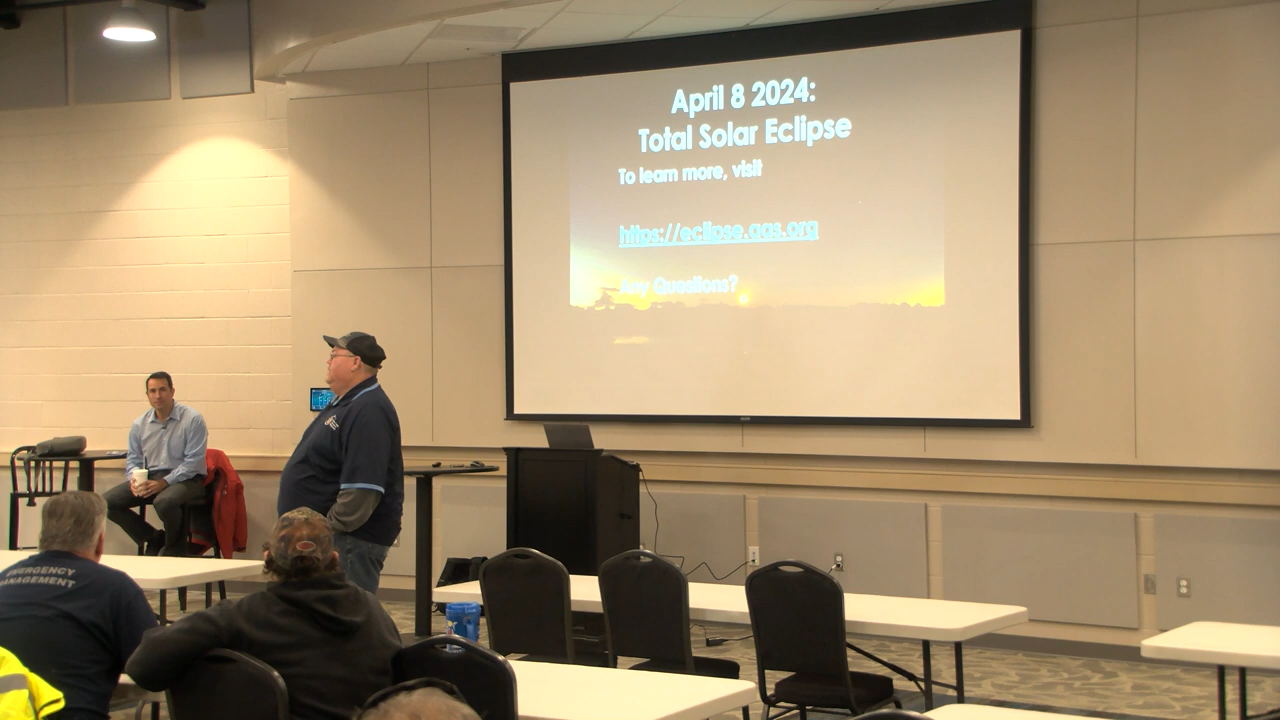 April 8 2024:
Total Solar Eclipse
To learn more, visit
https://eclipse.aas.org
Any Questions?
EMERGENCY
MANAGEMENT